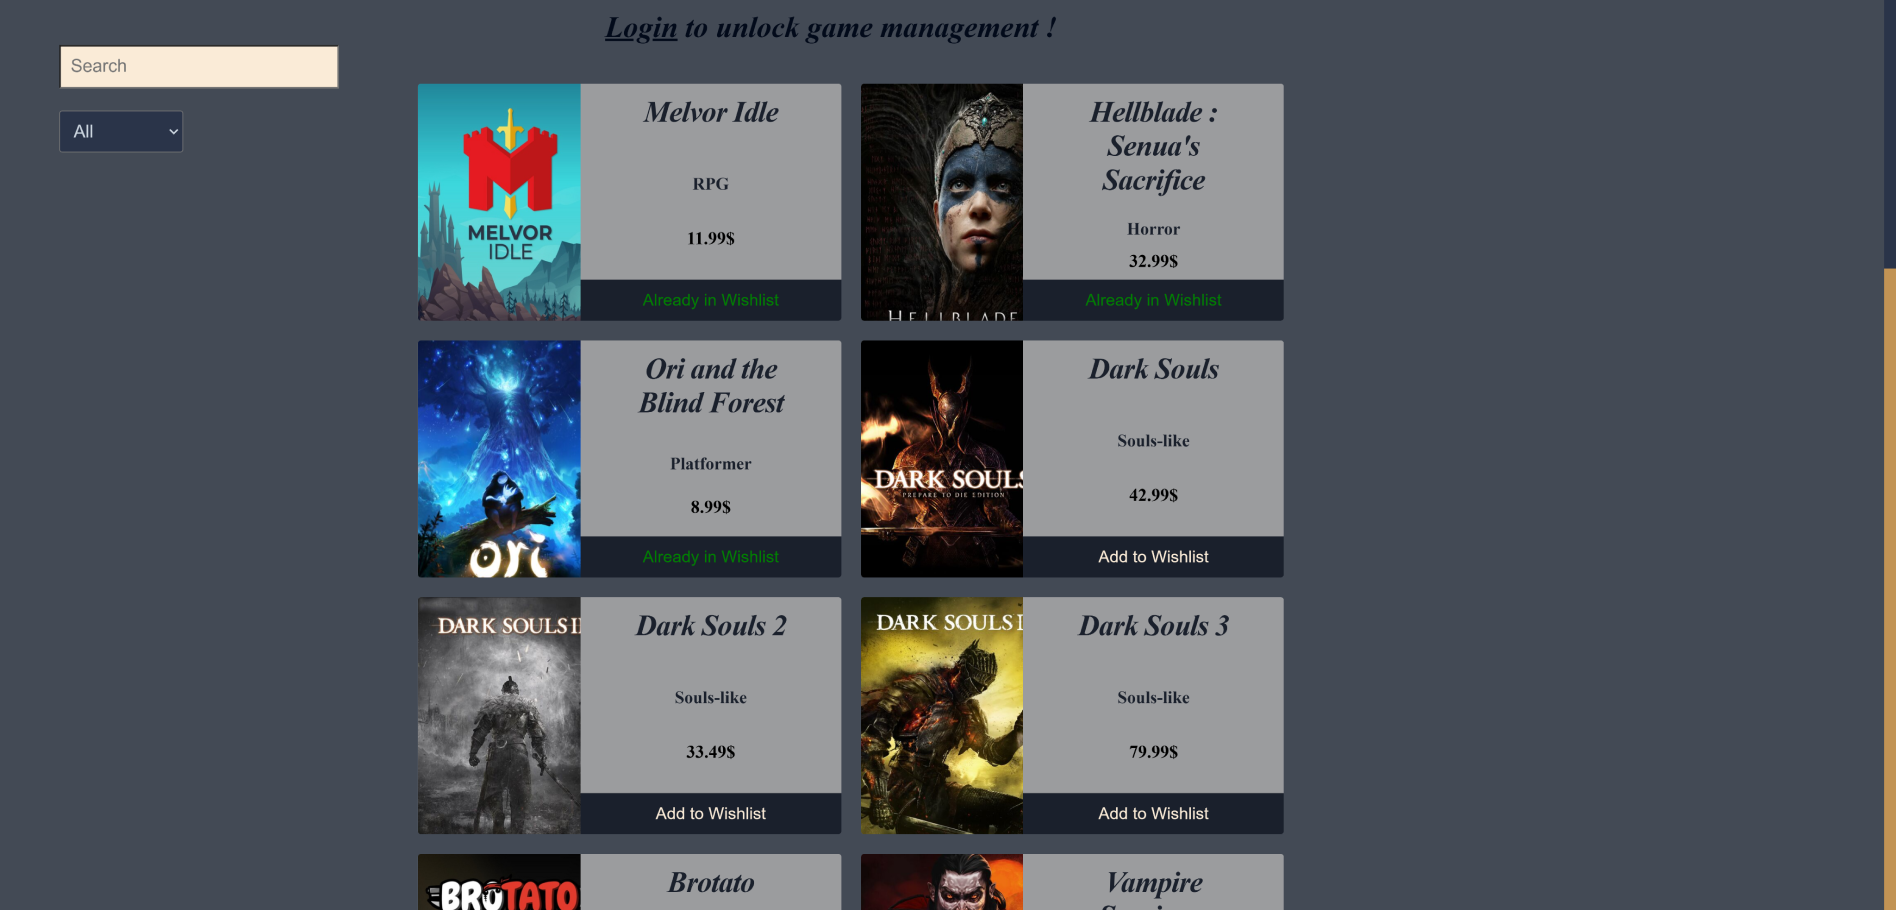 Login to unlock game management !
Search
All
MELVOR
IDLE
Melvor Idle
RPG
11.99$
Already in Wishlist
HELLBLADE
Hellblade :
Senua's
Sacrifice
Horror
32.99$
Already in Wishlist
ori
Ori and the
Blind Forest
Platformer
8.99$
Already in Wishlist
DARK SOULS
PREPARE TO DIE EDITION
Dark Souls
Souls-like
42.99$
Add to Wishlist
DARK SOULS II
Dark Souls 2
Souls-like
33.49$
Add to Wishlist
DARK SOULS I
Dark Souls 3
Souls-like
79.99$
Add to Wishlist
BROTATO
Brotato
Vampire